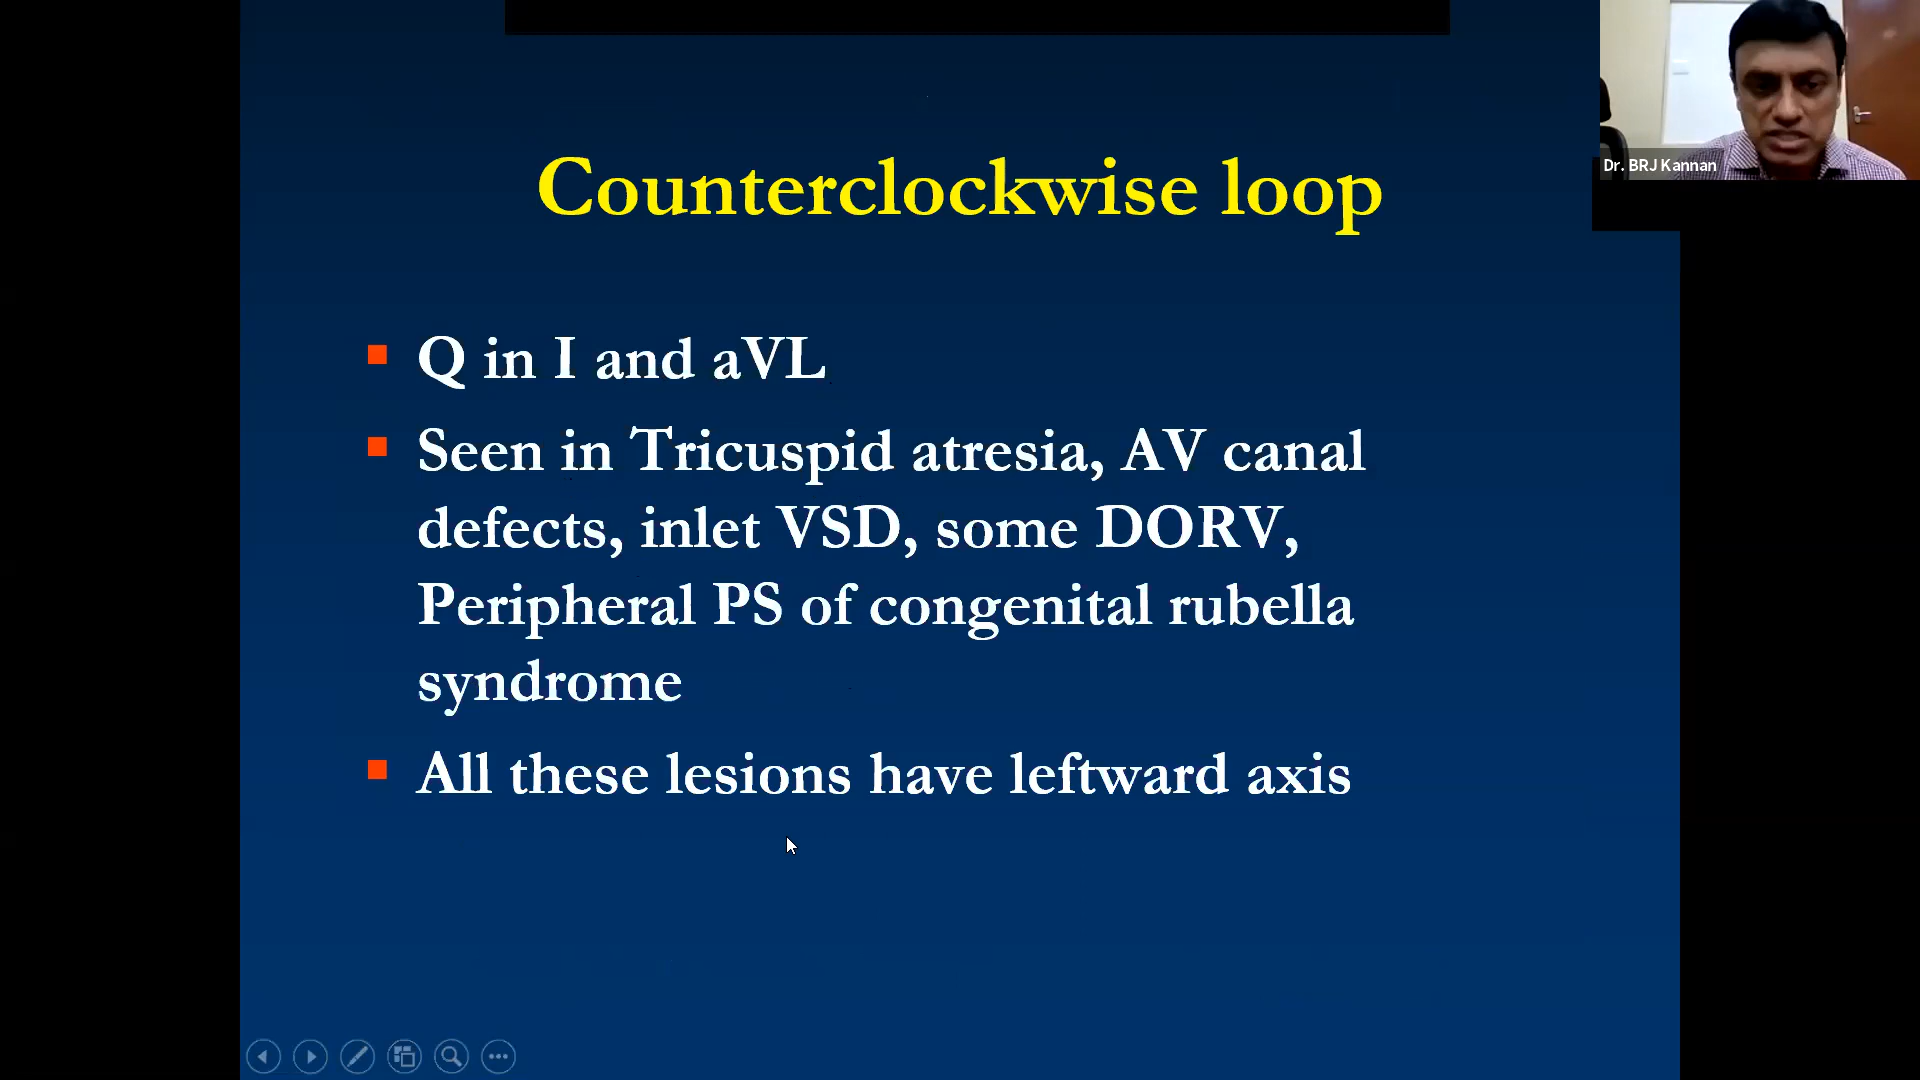 Counterclockwise loop
Dr. BRJ Kannan
Q in I and aVL
Seen in Tricuspid atresia, AV canal
defects, inlet VSD, some DORV,
Peripheral PS of congenital rubella
syndrome
All these lesions have leftward axis